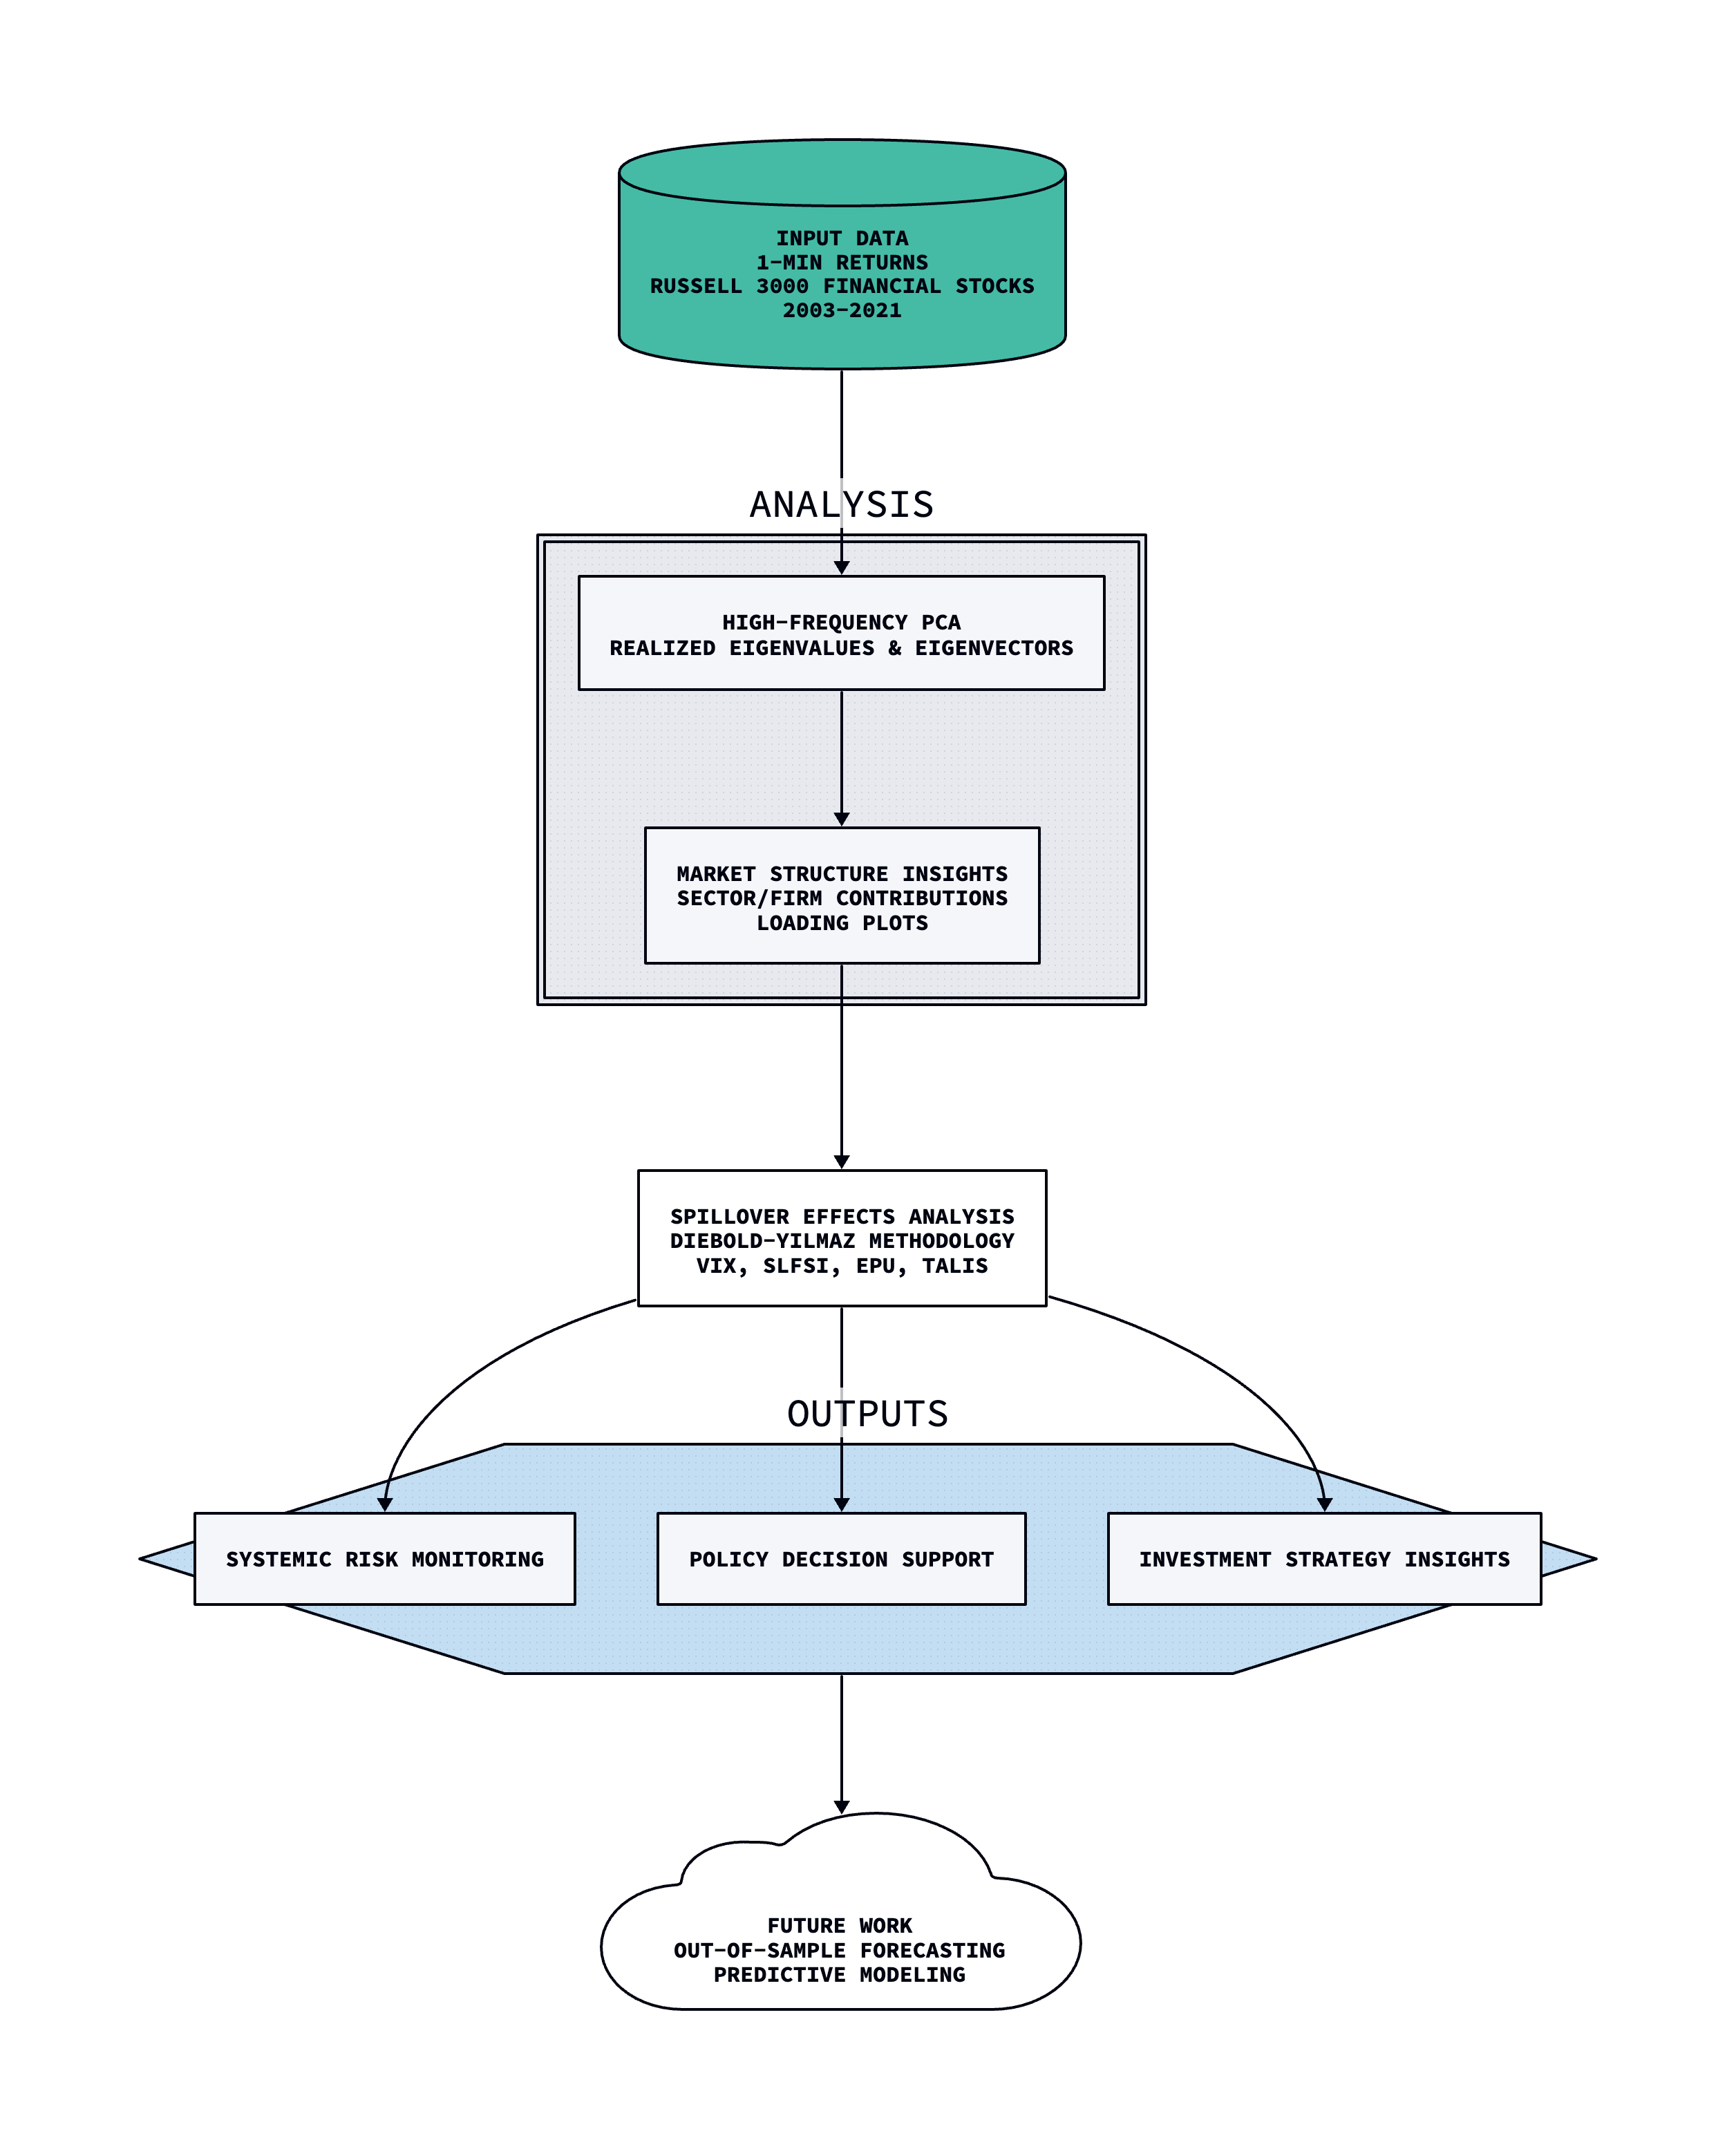 INPUT DATA
1-MIN RETURNS
RUSSELL 3000 FINANCIAL STOCKS
2003-2021
ANALYSIS
HIGH-FREQUENCY PCA
REALIZED EIGENVALUES & EIGENVECTORS
MARKET STRUCTURE INSIGHTS
SECTOR/FIRM CONTRIBUTIONS
LOADING PLOTS
SPILLOVER EFFECTS ANALYSIS
DIEBOLD-YILMAZ METHODOLOGY
VIX, SLFSI, EPU, TALIS
OUTPUTS
SYSTEMIC RISK MONITORING
POLICY DECISION SUPPORT
INVESTMENT STRATEGY INSIGHTS
FUTURE WORK
OUT-OF-SAMPLE FORECASTING
PREDICTIVE MODELING